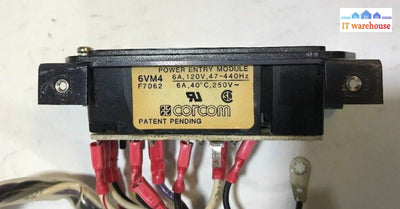 IT warehouse
POWER ENTRY MODULE
6VM4 6A,120V,47-440Hz
F7062 6A,40°C,250V~
corcom
PATENT PENDING